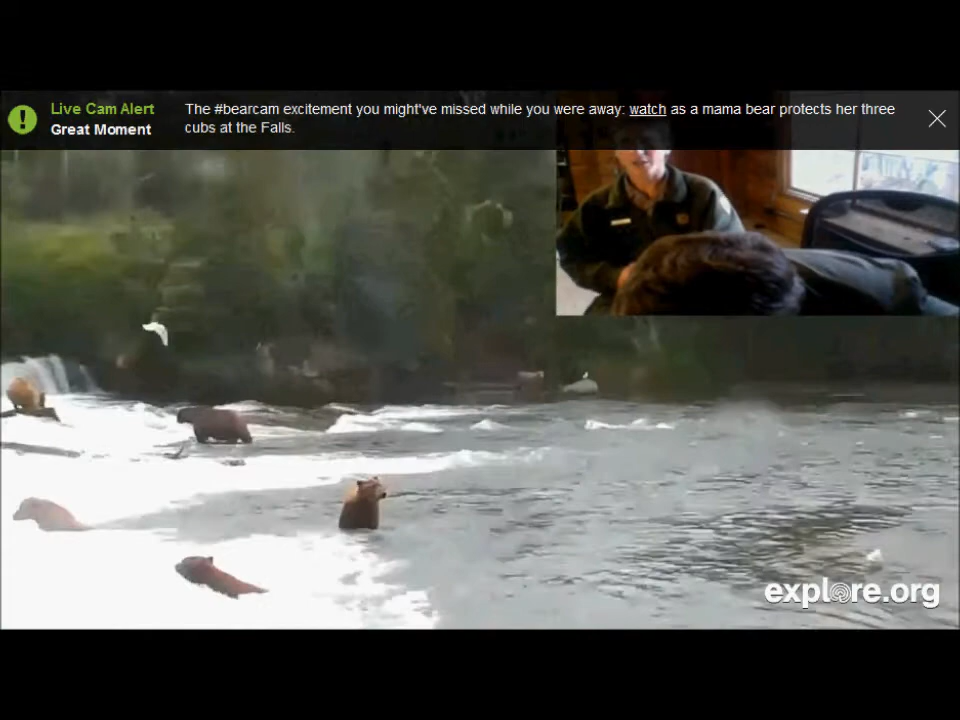 Live Cam Alert
Great Moment
The #bearcam excitement you might've missed while you were away: watch as a mama bear protects her three
cubs at the Falls.
explore.org